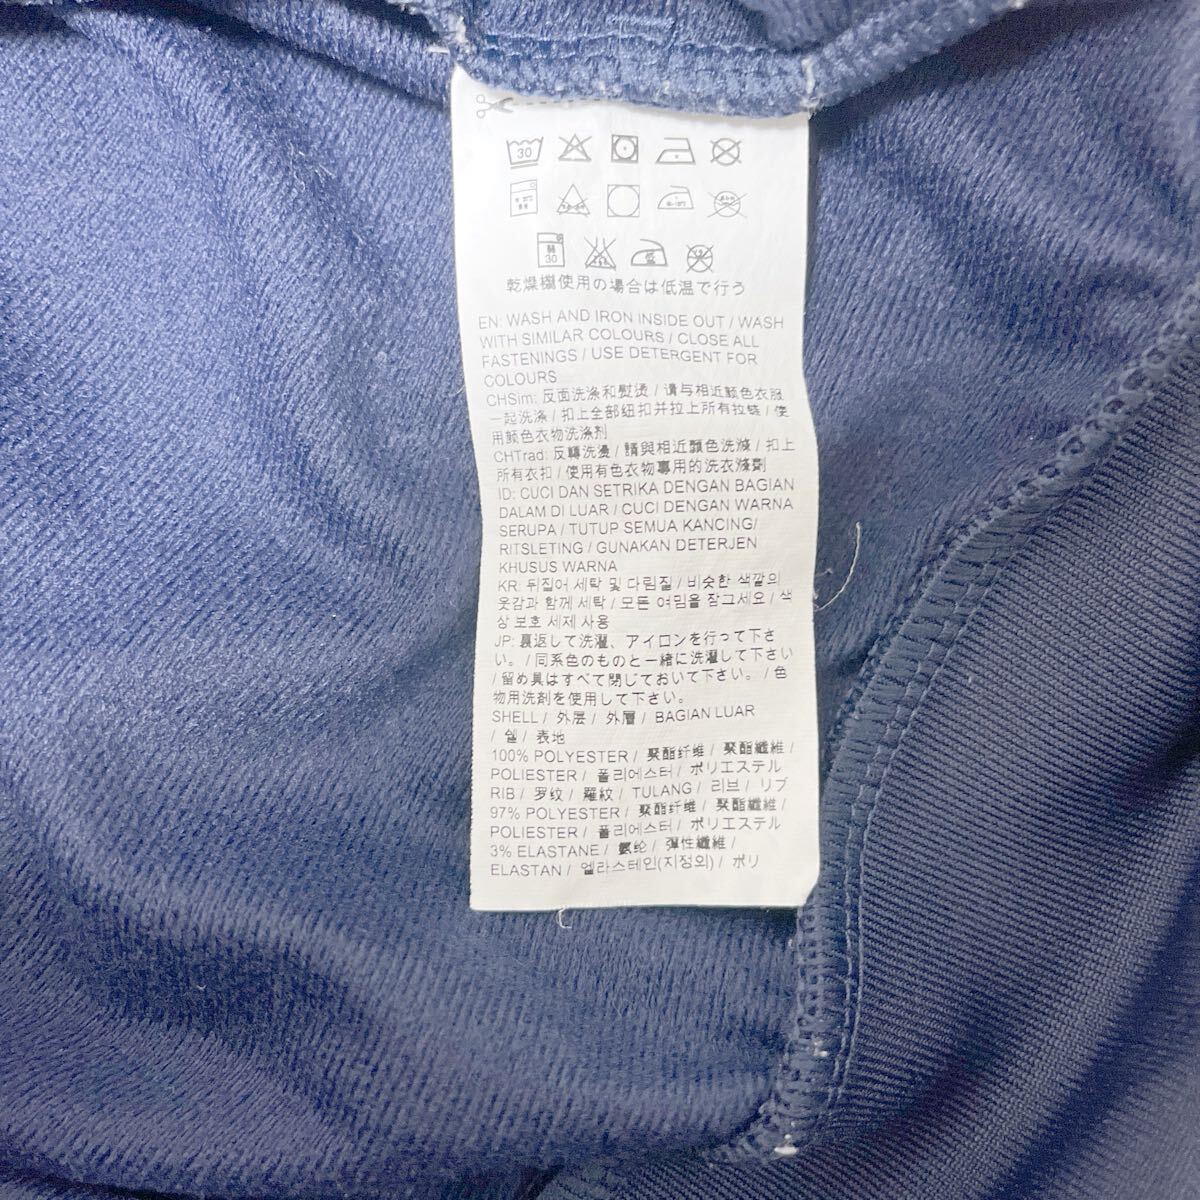 30
30
乾燥機使用の場合は低温で行う
EN: WASH AND IRON INSIDE OUT / WASH
WITH SIMILAR COLOURS / CLOSE ALL
FASTENINGS / USE DETERGENT FOR
COLOURS
CHSim: 反面洗涤和熨烫 / 请与相近颜色衣服
一起洗涤 / 扣上全部纽扣并拉上所有拉链 / 使
用颜色衣物洗涤剂
CHTrad: 反轉洗燙 / 請與相近顏色洗滌 / 扣上
所有衣扣 / 使用有色衣物專用的洗衣滌劑
ID: CUCI DAN SETRIKA DENGAN BAGIAN
DALAM DI LUAR / CUCI DENGAN WARNA
SERUPA / TUTUP SEMUA KANCING/
RITSLETING / GUNAKAN DETERJEN
KHUSUS WARNA
KR: 뒤집어 세탁 및 다림질 / 비슷한 색깔의
옷감과 함께 세탁 / 모든 여밈을 잠그세요 / 색
상 보호 세제 사용
JP: 裏返して洗濯、アイロンを行って下さ
い。/ 同系色のものと一緒に洗濯して下さい
/ 留め具はすべて閉じておいて下さい。/ 色
物用洗剤を使用して下さい。
SHELL / 外层 / 外層 / BAGIAN LUAR
/ 쉘 / 表地
100% POLYESTER / 聚酯纤维 / 聚酯纖維 /
POLIESTER / 폴리에스터 / ポリエステル
RIB / 罗纹 / 羅紋 / TULANG / 리브 / リブ
97% POLYESTER / 聚酯纤维 / 聚酯纖維 /
POLIESTER / 폴리에스터 / ポリエステル
3% ELASTANE / 氨纶 / 彈性纖維 /
ELASTAN / 엘라스테인(지정외) / ポリ